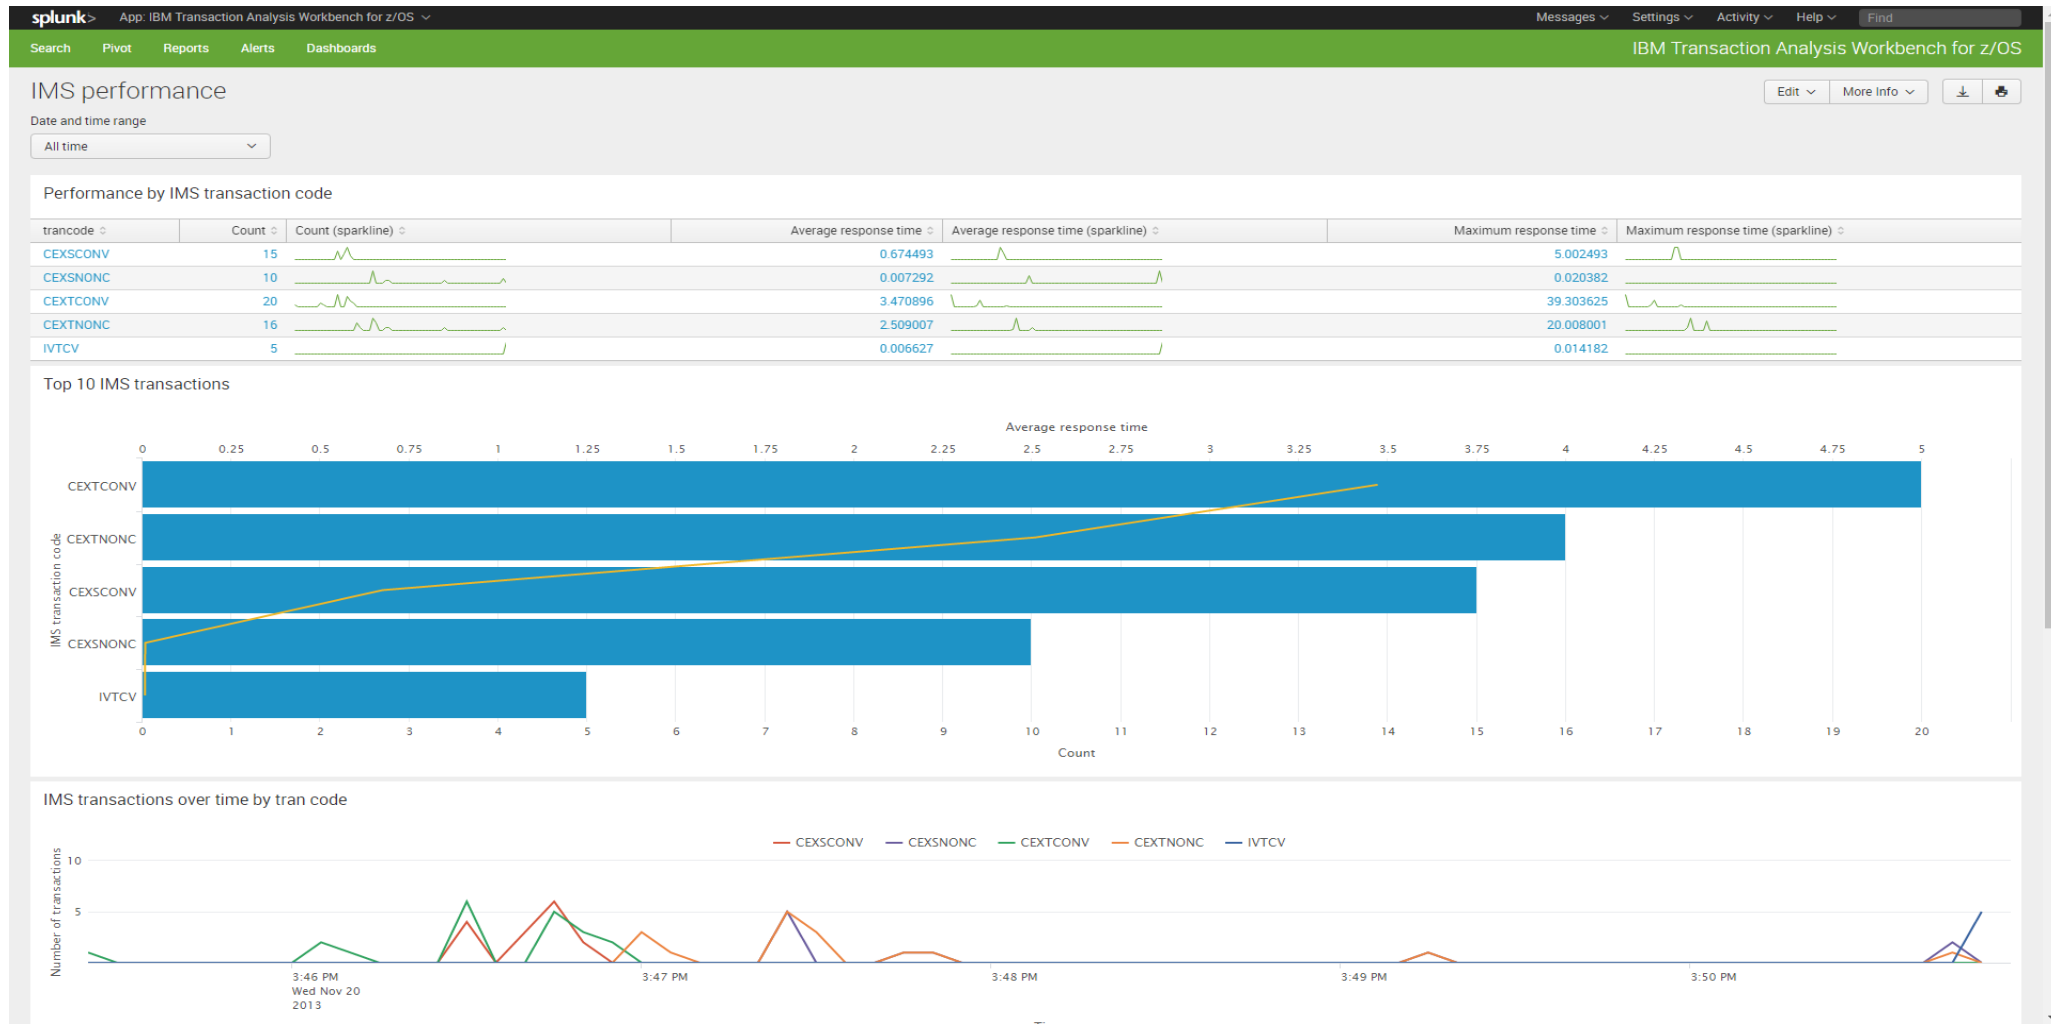 splunk> App: IBM Transaction Analysis Workbench for z/OS Messages Settings Activity Help Find
Search Pivot Reports Alerts Dashboards IBM Transaction Analysis Workbench for z/OS
IMS performance Edit More Info
Date and time range
All time
Performance by IMS transaction code
trancode Count Count (sparkline) Average response time Average response time (sparkline) Maximum response time Maximum response time (sparkline)
CEXSCONV 15 0.674493 5.002493
CEXSNONC 10 0.007292 0.020382
CEXTCONV 20 3.470896 39.303625
CEXTNONC 16 2.509007 20.008001
IVTCV 5 0.006627 0.014182
Top 10 IMS transactions
Average response time
0 0.25 0.5 0.75 1 1.25 1.5 1.75 2 2.25 2.5 2.75 3 3.25 3.5 3.75 4 4.25 4.5 4.75 5
IMS transaction code
CEXTCONV
CEXTNONC
CEXSCONV
CEXSNONC
IVTCV
0 1 2 3 4 5 6 7 8 9 10 11 12 13 14 15 16 17 18 19 20
Count
IMS transactions over time by tran code
CEXSCONV CEXSNONC CEXTCONV CEXTNONC IVTCV
Number of transactions
10
5
3:46 PM 3:47 PM 3:48 PM 3:49 PM 3:50 PM
Wed Nov 20
2013